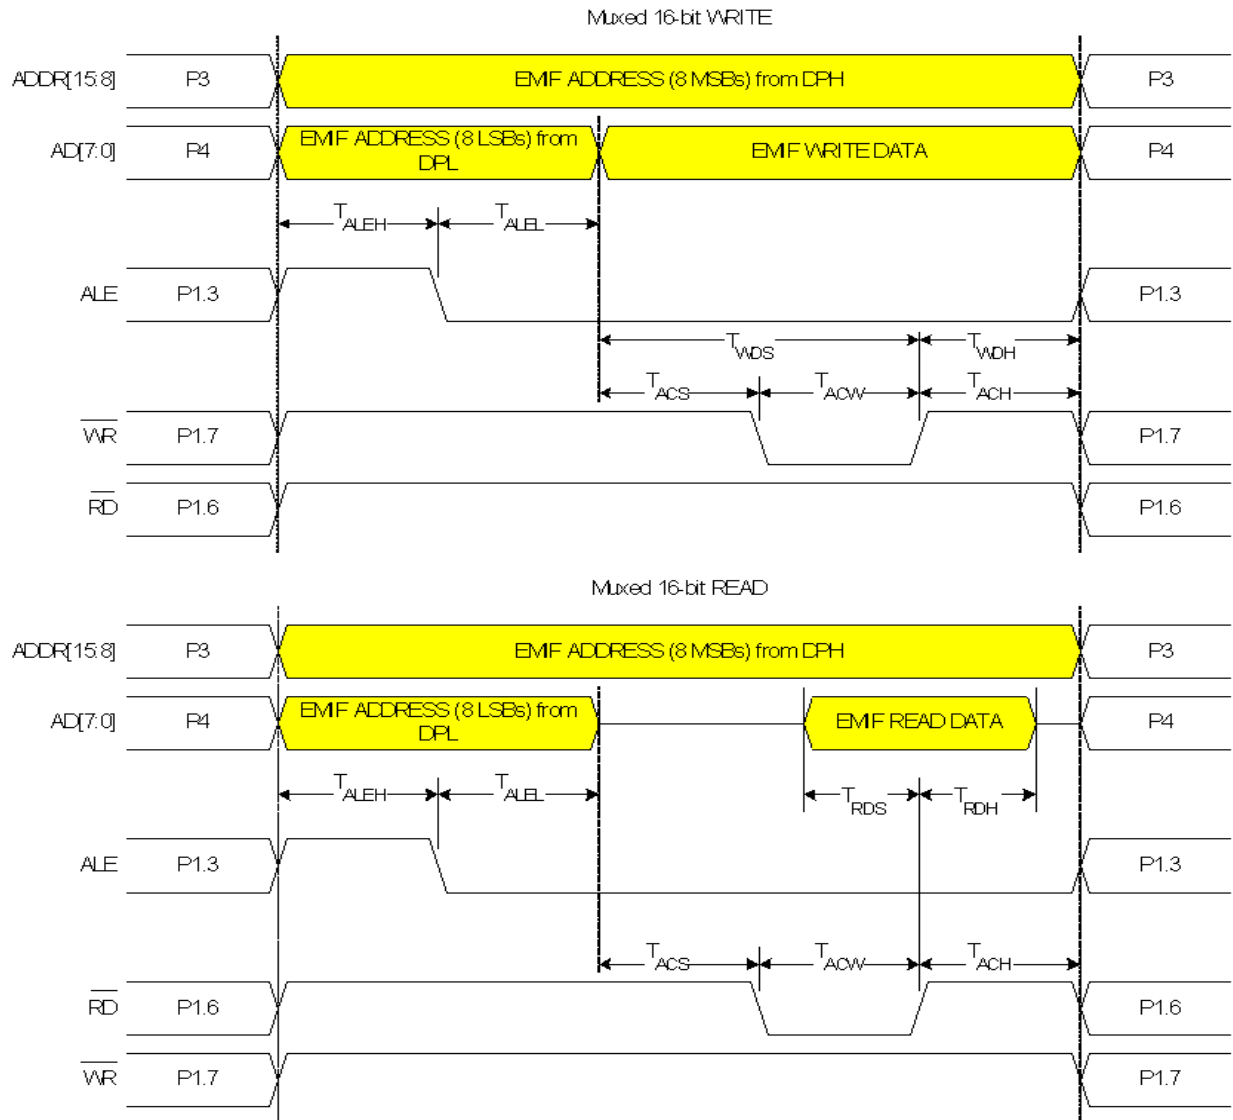 Muxed 16-bit WRITE
ADDR[15:8] P3 EMIF ADDRESS (8 MSBs) from DPH P3
AD[7:0] P4 EMIF ADDRESS (8 LSBs) from DPL EMIF WRITE DATA P4
TALEH TALEL
ALE P1.3 P1.3
TWDS TWDH
TACS TACW TACH
WR P1.7 P1.7
RD P1.6 P1.6
Muxed 16-bit READ
ADDR[15:8] P3 EMIF ADDRESS (8 MSBs) from DPH P3
AD[7:0] P4 EMIF ADDRESS (8 LSBs) from DPL EMIF READ DATA P4
TALEH TALEL TRDS TRDH
ALE P1.3 P1.3
TACS TACW TACH
RD P1.6 P1.6
WR P1.7 P1.7